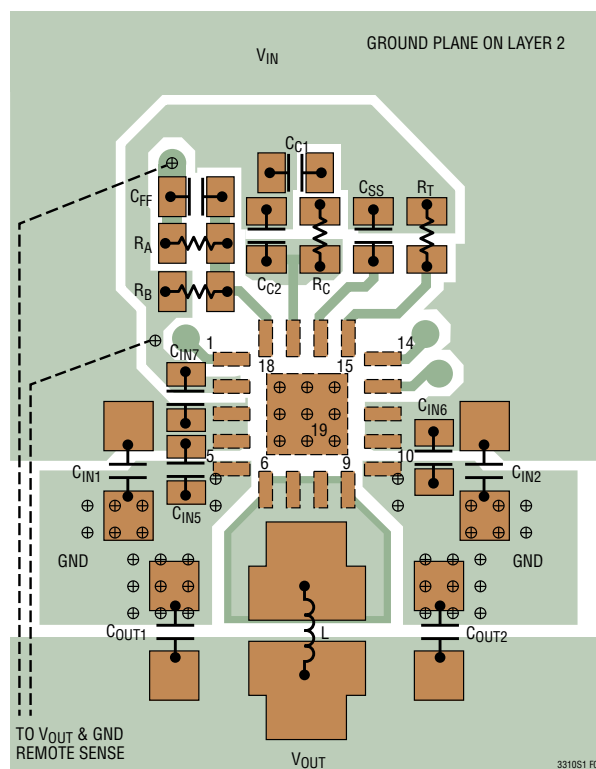 GROUND PLANE ON LAYER 2
VIN
CC1
CFF
CSS
RT
RA
RB
CC2
RC
1
CIN7
18
15
14
CIN6
19
5
6
9
10
CIN1
CIN5
CIN2
GND
GND
COUT1
L
COUT2
TO VOUT & GND
REMOTE SENSE
VOUT
3310S1